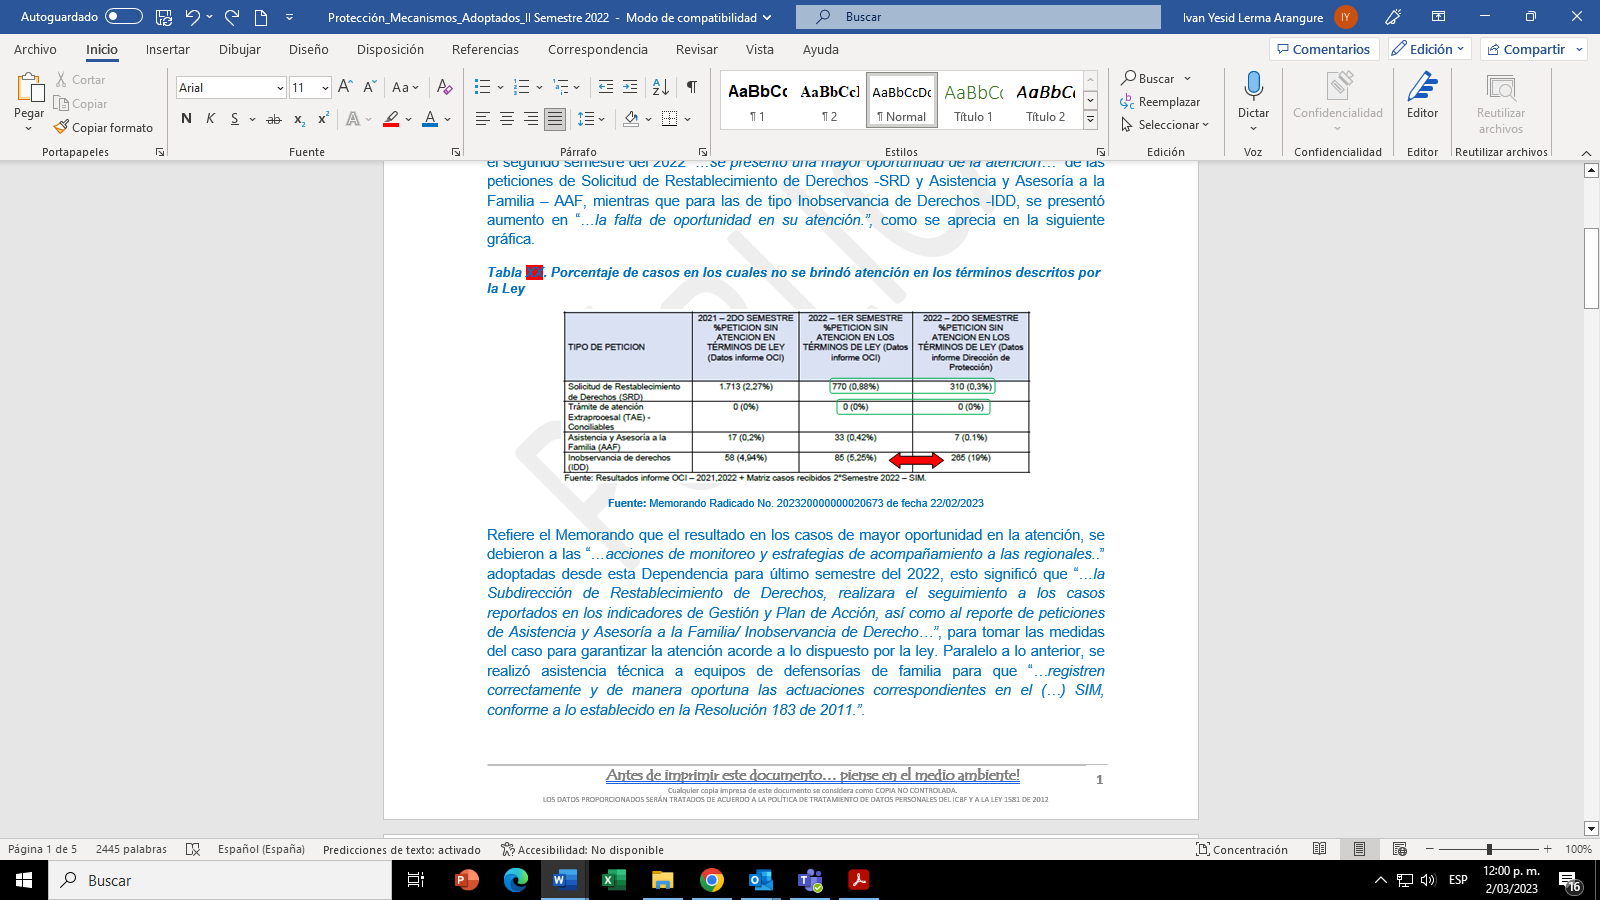 Autoguardado
Protección_Mecanismos_Adoptados_II Semestre 2022 - Modo de compatibilidad
Buscar
Ivan Yesid Lerma Arangure
IY
Archivo Inicio Insertar Dibujar Diseño Disposición Referencias Correspondencia Revisar Vista Ayuda
Comentarios Edición Compartir
Pegar
Cortar
Copiar
Copiar formato
Portapapeles
Arial 11
N K S ab x₂ x²
Fuente
Párrafo
AaBbCc AaBbCcI AaBbCcDc AaBbCc AaBbCc
¶ 1 ¶ 2 ¶ Normal Título 1 Título 2
Estilos
Buscar
Reemplazar
Seleccionar
Edición
Dictar
Voz
Confidencialidad
Confidencialidad
Editor
Editor
Reutilizar
archivos
Reutilizar archivos
el segundo semestre del 2022 “…se presentó una mayor oportunidad de la atención…” de las
peticiones de Solicitud de Restablecimiento de Derechos -SRD y Asistencia y Asesoría a la
Familia – AAF, mientras que para las de tipo Inobservancia de Derechos -IDD, se presentó
aumento en “…la falta de oportunidad en su atención.”, como se aprecia en la siguiente
gráfica.
Tabla XX. Porcentaje de casos en los cuales no se brindó atención en los términos descritos por
la Ley
TIPO DE PETICION
2021 – 2DO SEMESTRE
%PETICION SIN
ATENCION EN
TÉRMINOS DE LEY
(Datos informe OCI)
2022 – 1ER SEMESTRE
%PETICION SIN
ATENCION EN LOS
TÉRMINOS DE LEY (Datos
informe OCI)
2022 – 2DO SEMESTRE
%PETICION SIN
ATENCION EN LOS
TÉRMINOS DE LEY (Datos
informe Dirección de
Protección)
Solicitud de Restablecimiento
de Derechos (SRD)
1.713 (2,27%) 770 (0,88%) 310 (0,3%)
Trámite de atención
Extraprocesal (TAE) -
Conciliables
0 (0%) 0 (0%) 0 (0%)
Asistencia y Asesoría a la
Familia (AAF)
17 (0,2%) 33 (0,42%) 7 (0.1%)
Inobservancia de derechos
(IDD)
58 (4,94%) 85 (5,25%) 265 (19%)
Fuente: Resultados informe OCI – 2021,2022 + Matriz casos recibidos 2°Semestre 2022 – SIM.
Fuente: Memorando Radicado No. 202320000000020673 de fecha 22/02/2023
Refiere el Memorando que el resultado en los casos de mayor oportunidad en la atención, se
debieron a las “…acciones de monitoreo y estrategias de acompañamiento a las regionales..”
adoptadas desde esta Dependencia para último semestre del 2022, esto significó que “…la
Subdirección de Restablecimiento de Derechos, realizara el seguimiento a los casos
reportados en los indicadores de Gestión y Plan de Acción, así como al reporte de peticiones
de Asistencia y Asesoría a la Familia/ Inobservancia de Derecho…”, para tomar las medidas
del caso para garantizar la atención acorde a lo dispuesto por la ley. Paralelo a lo anterior, se
realizó asistencia técnica a equipos de defensorías de familia para que “…registren
correctamente y de manera oportuna las actuaciones correspondientes en el (…) SIM,
conforme a lo establecido en la Resolución 183 de 2011.”.
Antes de imprimir este documento… piense en el medio ambiente!
1
Cualquier copia impresa de este documento se considera como COPIA NO CONTROLADA.
LOS DATOS PROPORCIONADOS SERÁN TRATADOS DE ACUERDO A LA POLÍTICA DE TRATAMIENTO DE DATOS PERSONALES DEL ICBF Y A LA LEY 1581 DE 2012
Página 1 de 5 2445 palabras Español (España) Predicciones de texto: activado Accesibilidad: No disponible Concentración 100%
Buscar
ESP
12:00 p. m.
2/03/2023
16